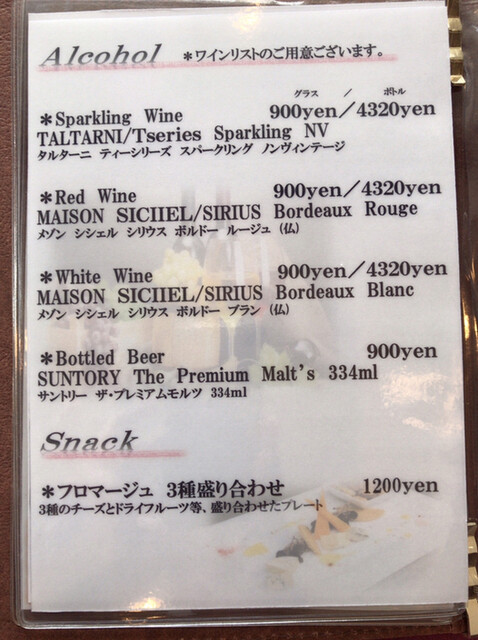 Alcohol *ワインリストのご用意ございます。
グラス / ボトル
*Sparkling Wine 900yen/4320yen
TALTARNI/Tseries Sparkling NV
タルターニ ティーシリーズ スパークリング ノンヴィンテージ
*Red Wine 900yen/4320yen
MAISON SICIIEL/SIRIUS Bordeaux Rouge
メゾン シシェル シリウス ボルドー ルージュ (仏)
*White Wine 900yen/4320yen
MAISON SICIIEL/SIRIUS Bordeaux Blanc
メゾン シシェル シリウス ボルドー ブラン (仏)
*Bottled Beer 900yen
SUNTORY The Premium Malt's 334ml
サントリー ザ・プレミアムモルツ 334ml
Snack
*フロマージュ 3種盛り合わせ 1200yen
3種のチーズとドライフルーツ等、盛り合わせたプレート